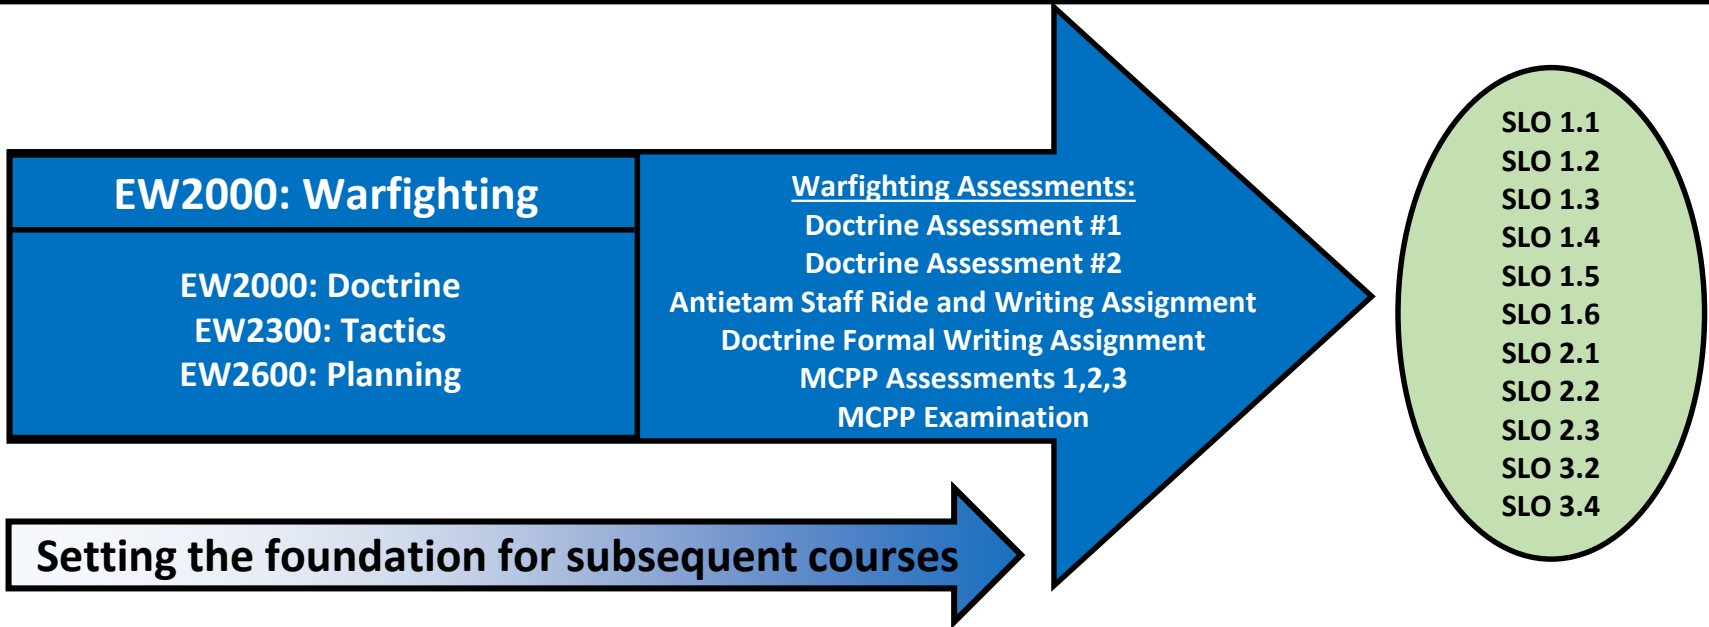 EW2000: Warfighting
EW2000: Doctrine
EW2300: Tactics
EW2600: Planning
Warfighting Assessments:
Doctrine Assessment #1
Doctrine Assessment #2
Antietam Staff Ride and Writing Assignment
Doctrine Formal Writing Assignment
MCPP Assessments 1,2,3
MCPP Examination
SLO 1.1
SLO 1.2
SLO 1.3
SLO 1.4
SLO 1.5
SLO 1.6
SLO 2.1
SLO 2.2
SLO 2.3
SLO 3.2
SLO 3.4
Setting the foundation for subsequent courses